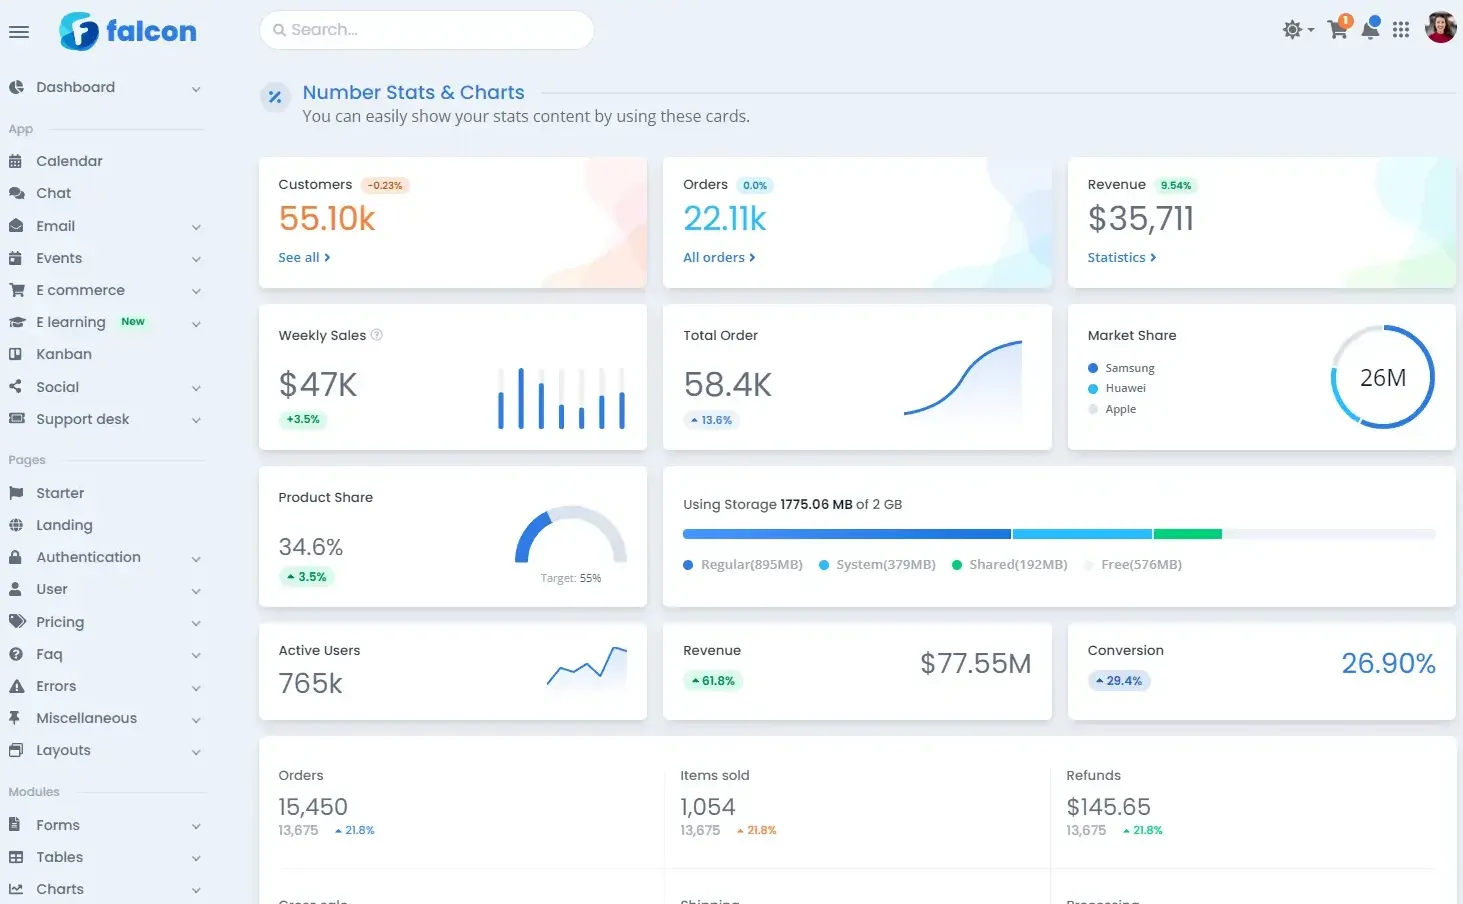 falcon
Search...
1
Dashboard
App
Calendar
Chat
Email
Events
E commerce
E learning New
Kanban
Social
Support desk
Pages
Starter
Landing
Authentication
User
Pricing
Faq
Errors
Miscellaneous
Layouts
Modules
Forms
Tables
Charts
Number Stats & Charts
You can easily show your stats content by using these cards.
Customers -0.23%
55.10k
See all
Orders 0.0%
22.11k
All orders
Revenue 9.54%
$35,711
Statistics
Weekly Sales
$47K
+3.5%
Total Order
58.4K
13.6%
Market Share
Samsung
Huawei
Apple
26M
Product Share
34.6%
3.5%
Target: 55%
Using Storage 1775.06 MB of 2 GB
Regular(895MB) System(379MB) Shared(192MB) Free(576MB)
Active Users
765k
Revenue
61.8%
$77.55M
Conversion
29.4%
26.90%
Orders
15,450
13,675 21.8%
Items sold
1,054
13,675 21.8%
Refunds
$145.65
13,675 21.8%